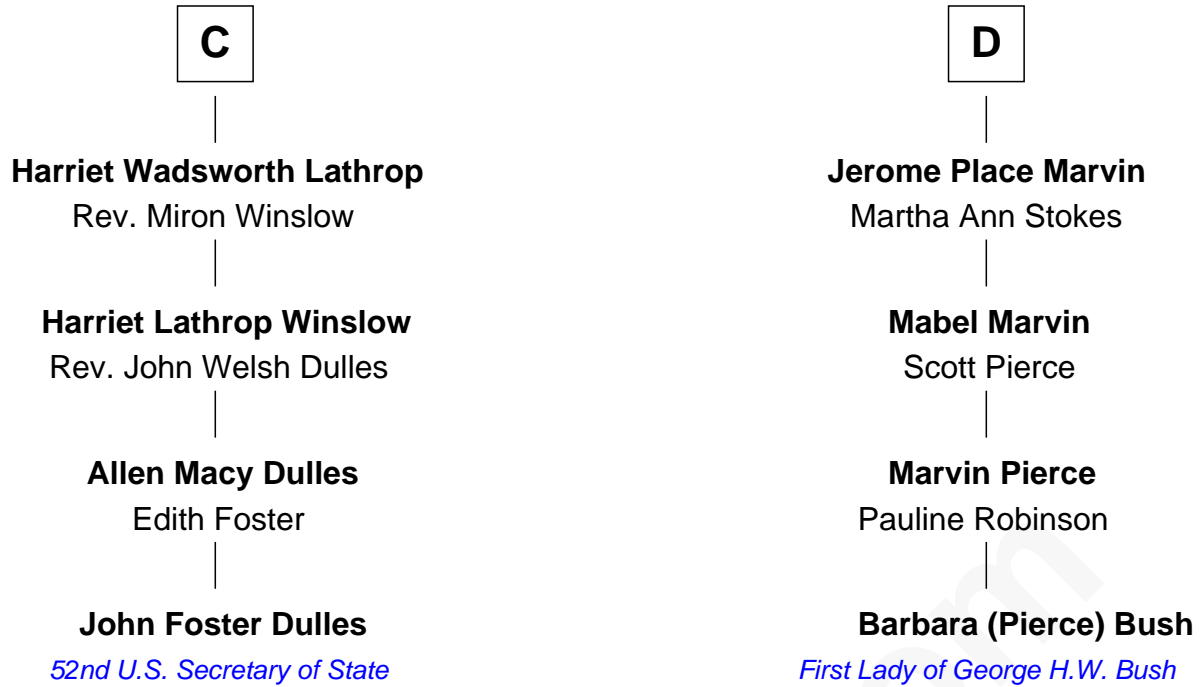 C
Harriet Wadsworth Lathrop
Rev. Miron Winslow
Harriet Lathrop Winslow
Rev. John Welsh Dulles
Allen Macy Dulles
Edith Foster
John Foster Dulles
52nd U.S. Secretary of State
D
Jerome Place Marvin
Martha Ann Stokes
Mabel Marvin
Scott Pierce
Marvin Pierce
Pauline Robinson
Barbara (Pierce) Bush
First Lady of George H.W. Bush